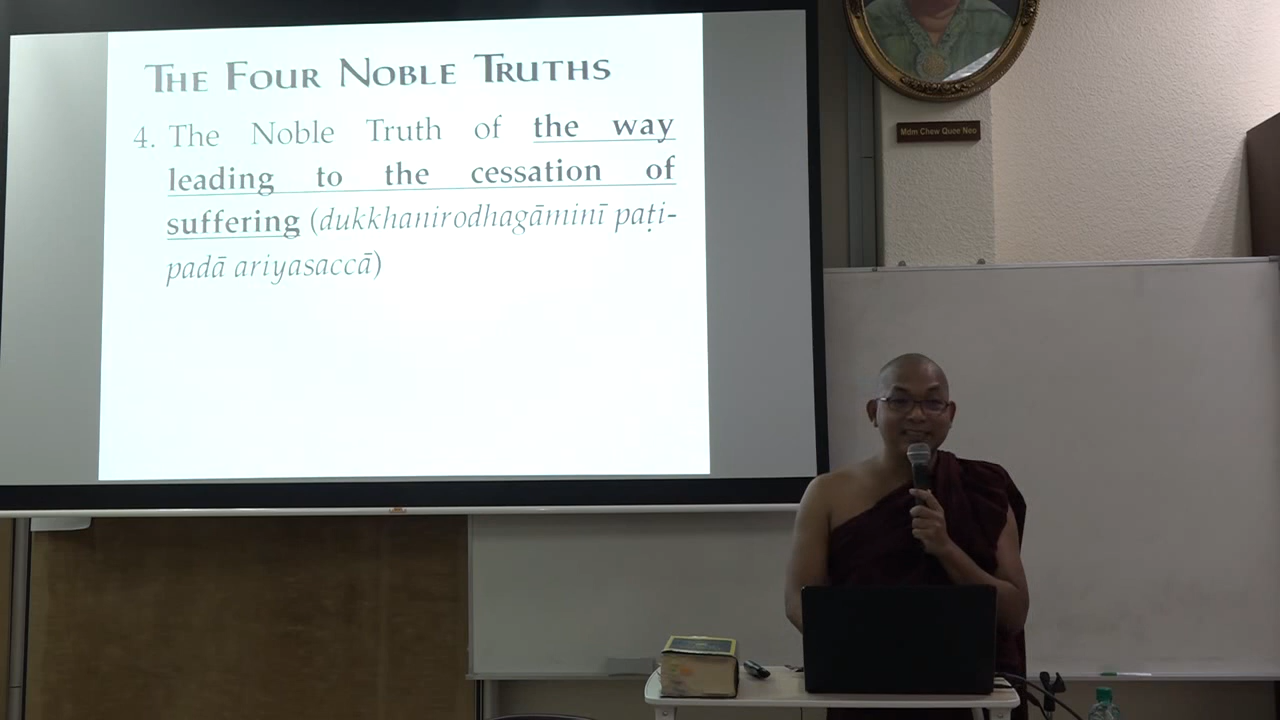 THE FOUR NOBLE TRUTHS
4. The Noble Truth of the way
leading to the cessation of
suffering (dukkhanirodhagāminī paṭi-
padā ariyasaccā)
Mdm Chew Quee Neo